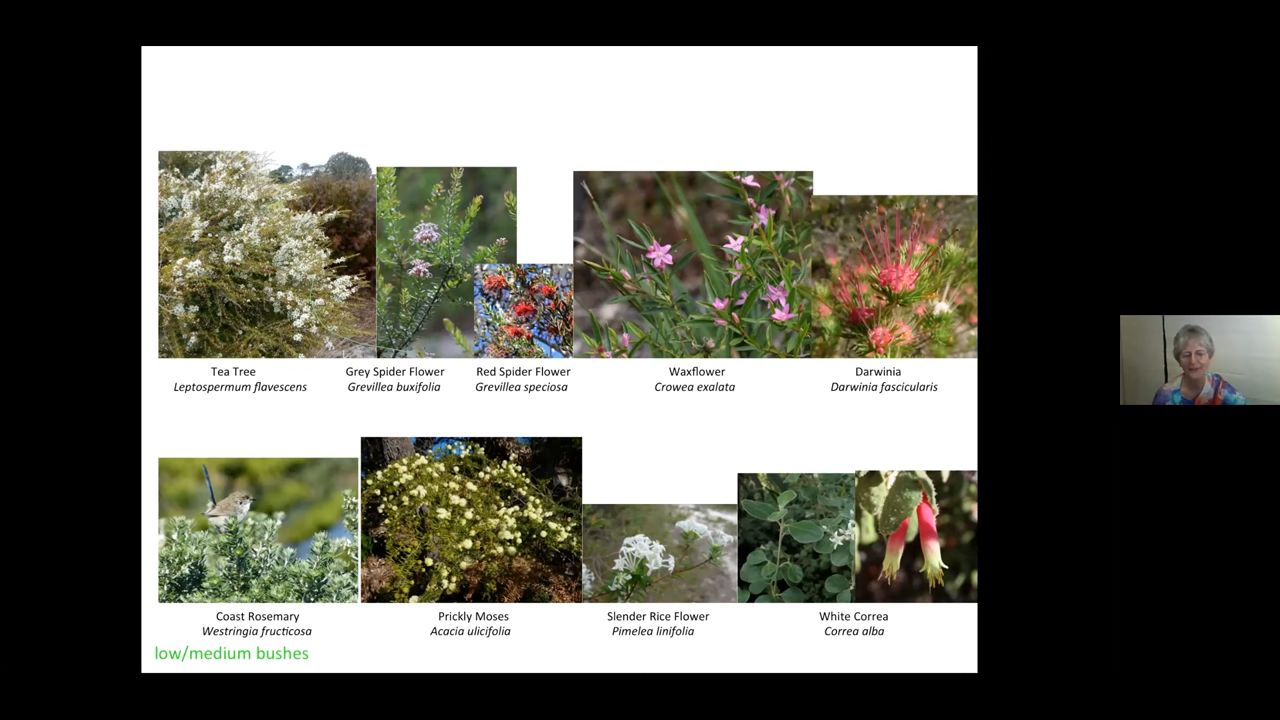 Tea Tree
Leptospermum flavescens
Grey Spider Flower
Grevillea buxifolia
Red Spider Flower
Grevillea speciosa
Waxflower
Crowea exalata
Darwinia
Darwinia fascicularis
Coast Rosemary
Westringia fructicosa
Prickly Moses
Acacia ulicifolia
Slender Rice Flower
Pimelea linifolia
White Correa
Correa alba
low/medium bushes